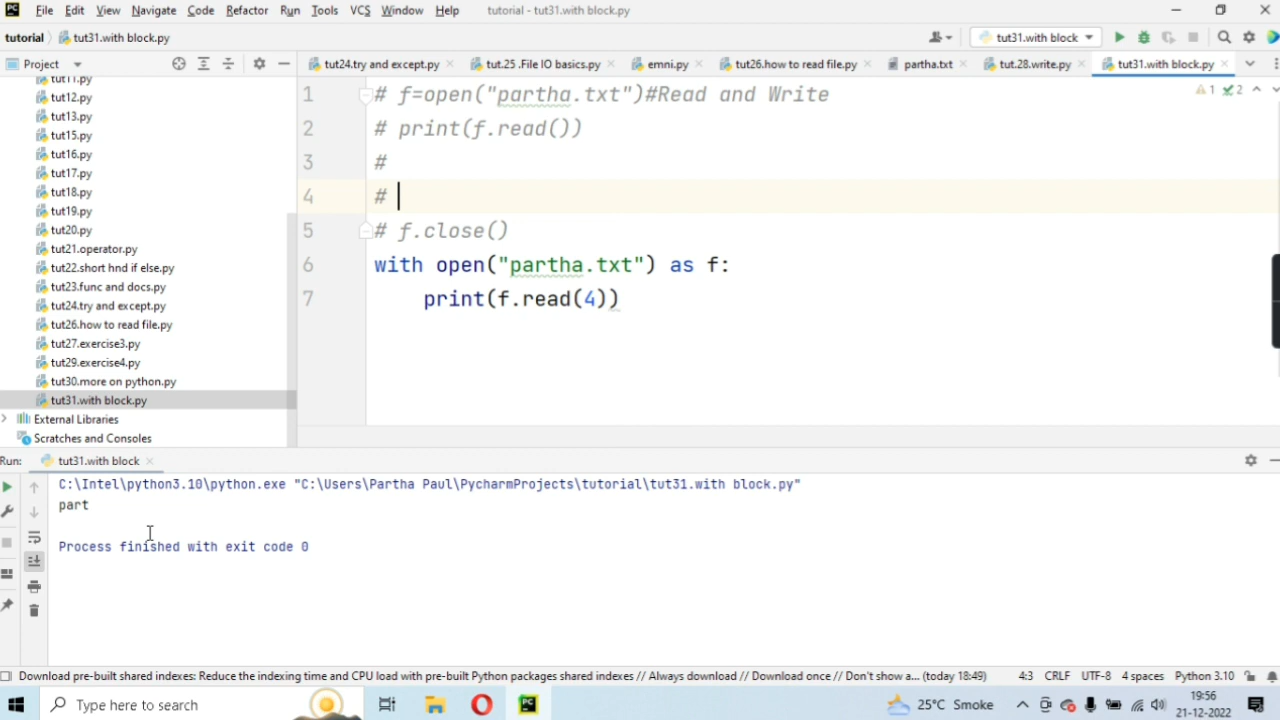 File Edit View Navigate Code Refactor Run Tools VCS Window Help tutorial - tut31.with block.py
tutorial tut31.with block.py tut31.with block
Project tut24.try and except.py tut.25 .File IO basics.py emni.py tut26.how to read file.py partha.txt tut.28.write.py tut31.with block.py
tut11.py
tut12.py
tut13.py
tut15.py
tut16.py
tut17.py
tut18.py
tut19.py
tut20.py
tut21.operator.py
tut22.short hnd if else.py
tut23.func and docs.py
tut24.try and except.py
tut26.how to read file.py
tut27.exercise3.py
tut29.exercise4.py
tut30.more on python.py
tut31.with block.py
External Libraries
Scratches and Consoles
1 # f=open("partha.txt")#Read and Write
2 # print(f.read())
3 #
4 #
5 # f.close()
6 with open("partha.txt") as f:
7 print(f.read(4))
1 2
Run: tut31.with block
C:\Intel\python3.10\python.exe "C:\Users\Partha Paul\PycharmProjects\tutorial\tut31.with block.py"
part
Process finished with exit code 0
Download pre-built shared indexes: Reduce the indexing time and CPU load with pre-built Python packages shared indexes // Always download // Download once // Don't show a... (today 18:49) 4:3 CRLF UTF-8 4 spaces Python 3.10
Type here to search 25°C Smoke 19:56
21-12-2022